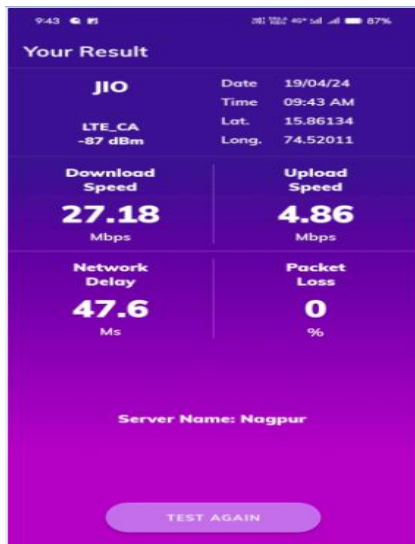 9:43
4G+ 87%
Your Result
JIO
LTE_CA
-87 dBm
Date 19/04/24
Time 09:43 AM
Lat. 15.86134
Long. 74.52011
Download
Speed
27.18
Mbps
Upload
Speed
4.86
Mbps
Network
Delay
47.6
Ms
Packet
Loss
0
%
Server Name: Nagpur
TEST AGAIN